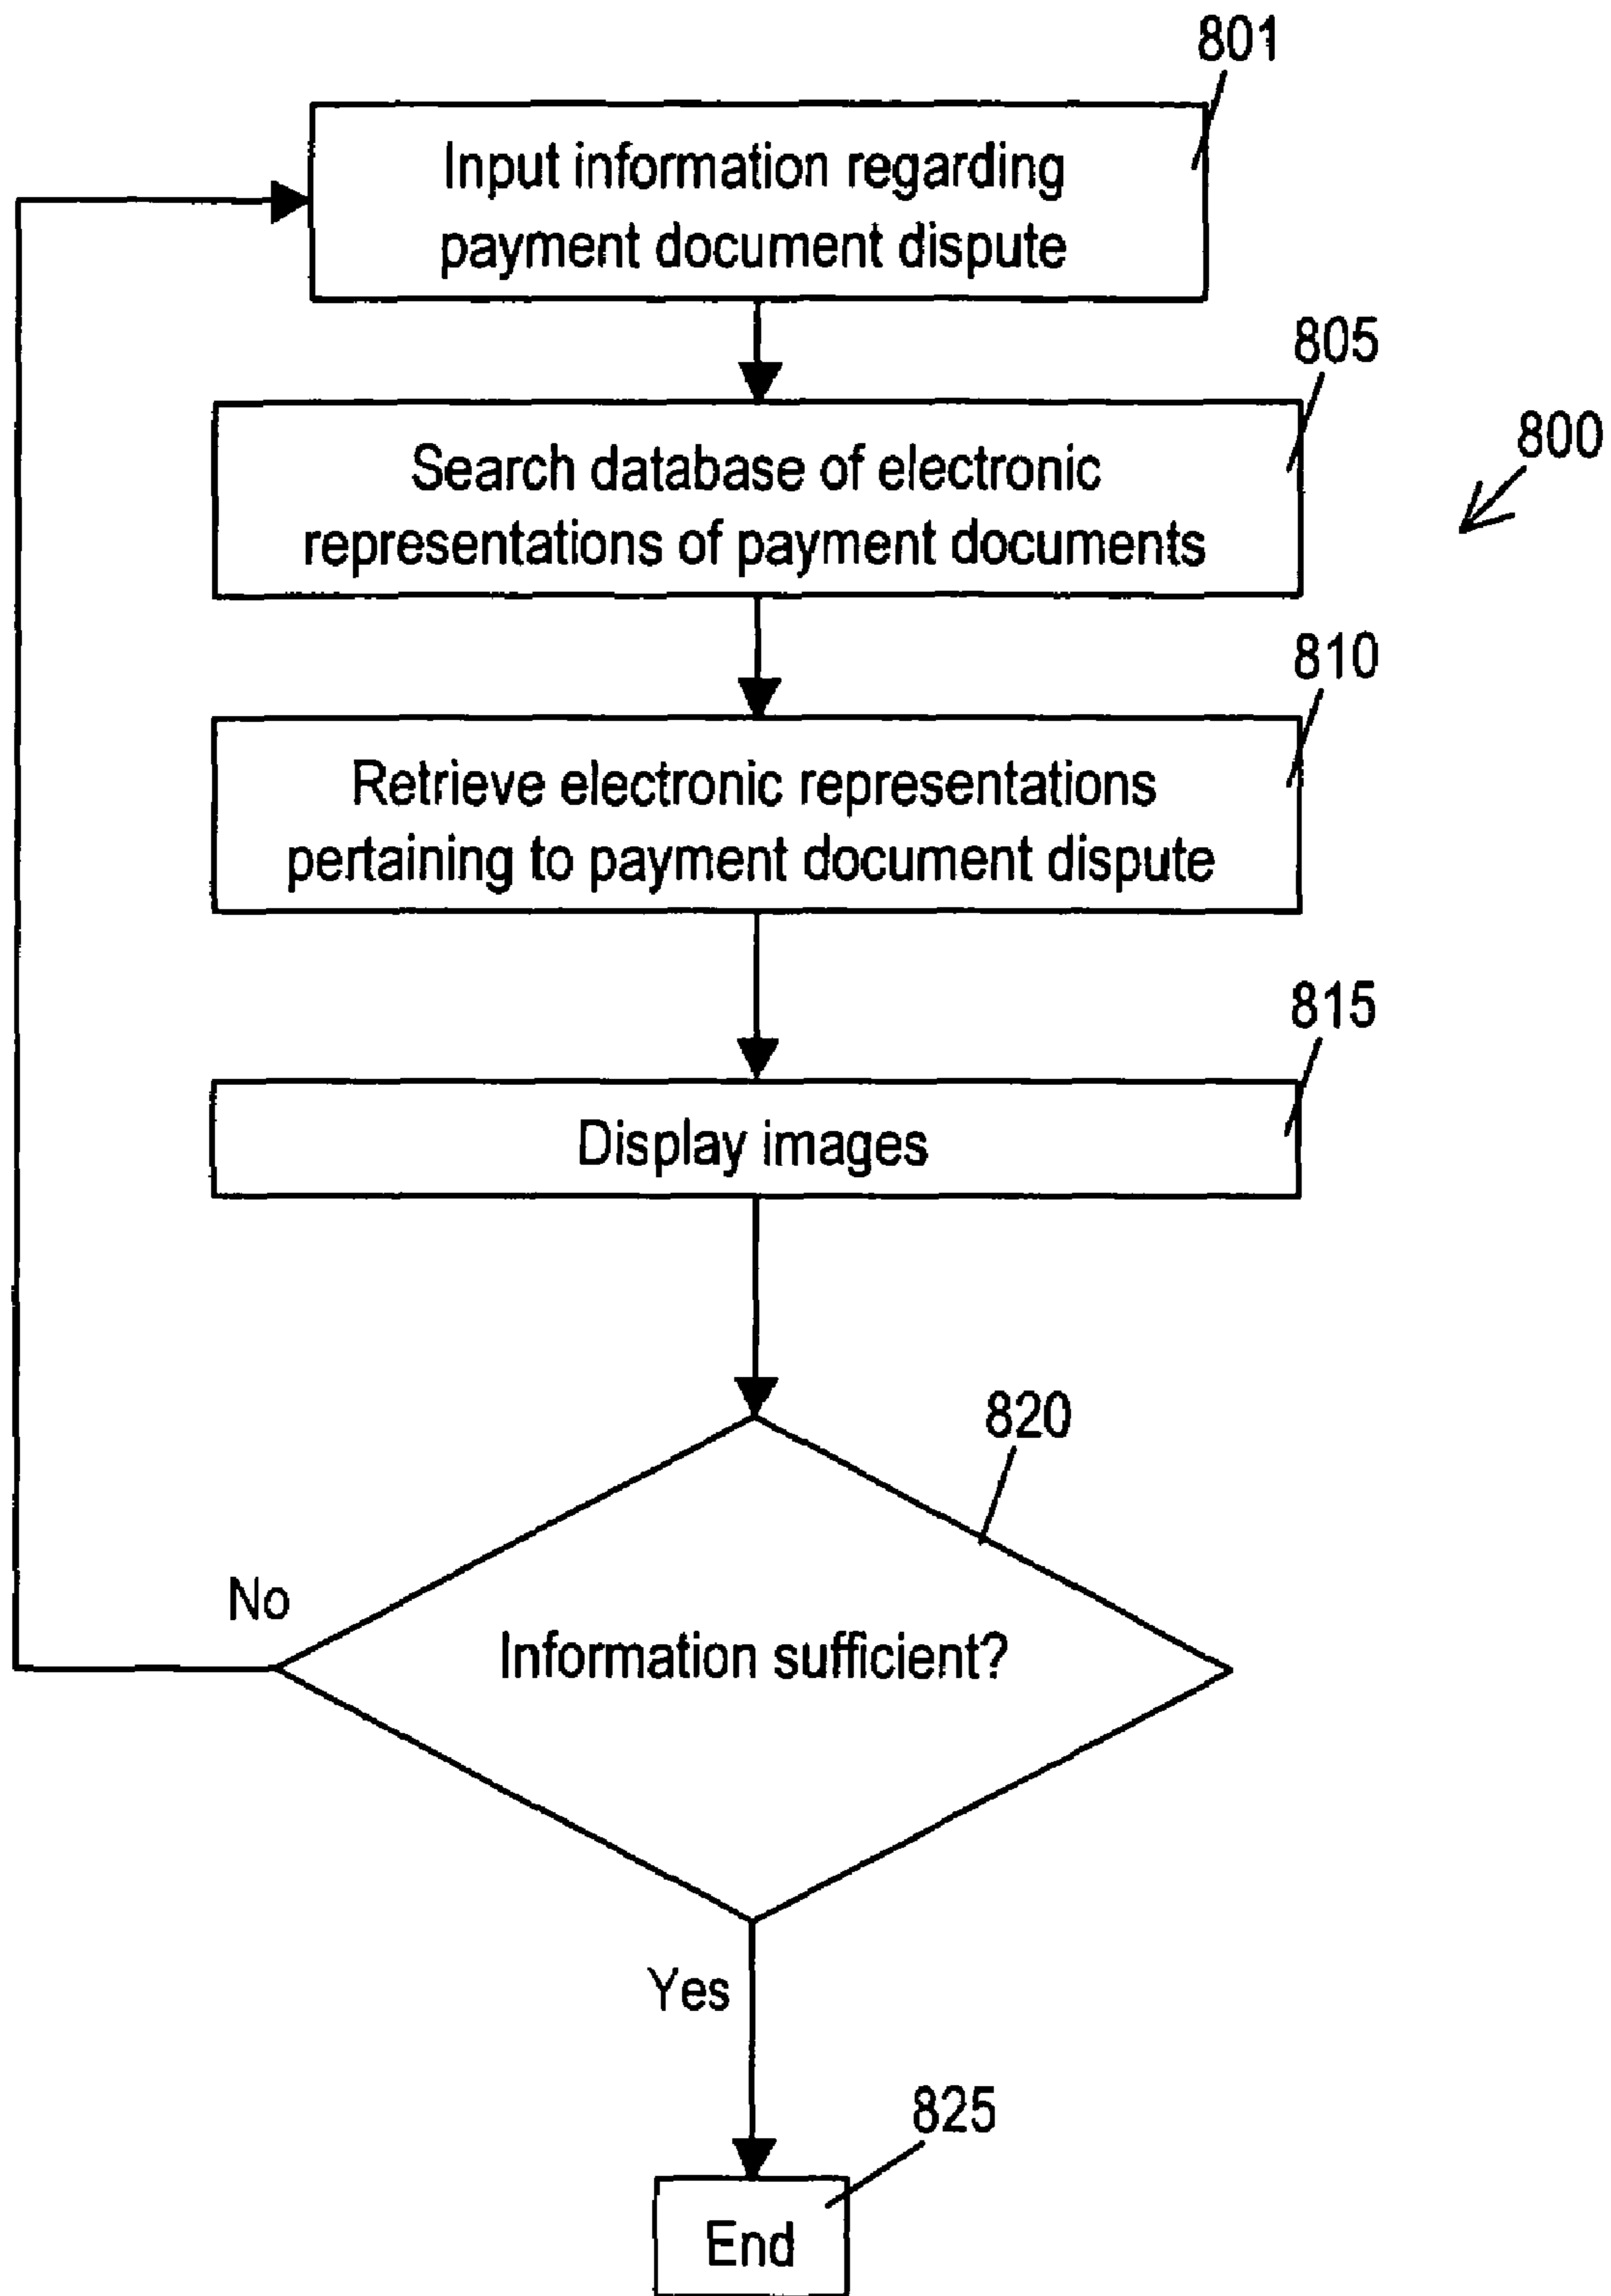 801
Input information regarding
payment document dispute
805
Search database of electronic
representations of payment documents
800
810
Retrieve electronic representations
pertaining to payment document dispute
815
Display images
820
No
Information sufficient?
Yes
825
End